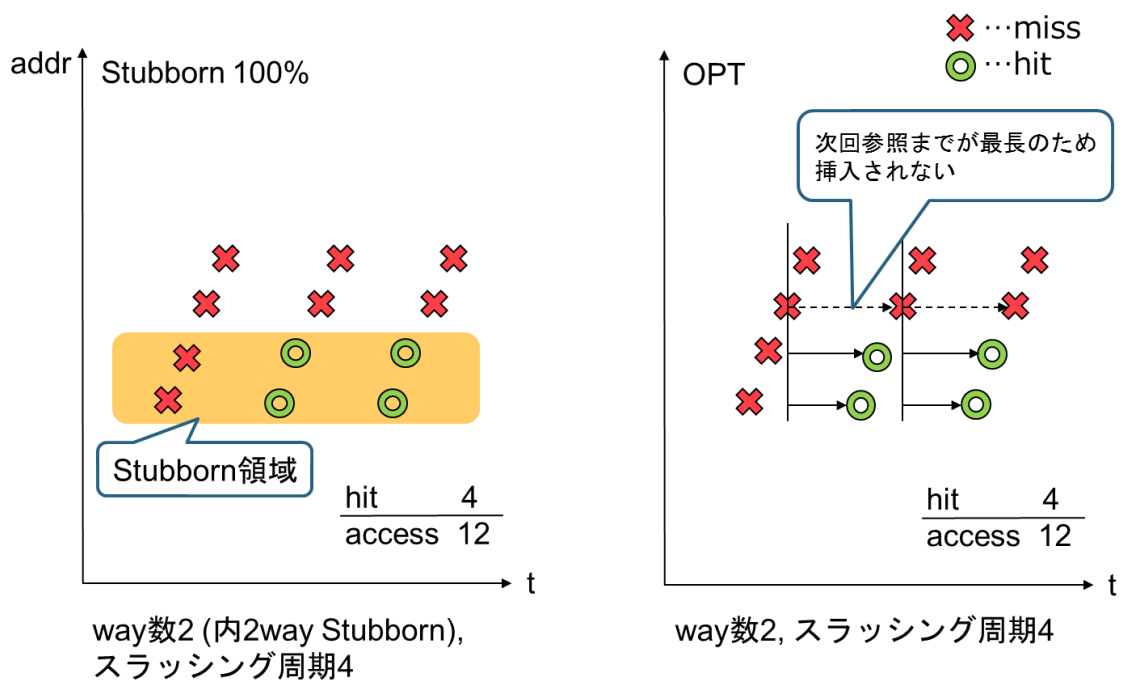 addr
Stubborn 100%
Stubborn領域
hit 4
access 12
t
way数2 (内2way Stubborn),
スラッシング周期4
…miss
…hit
OPT
次回参照までが最長のため
挿入されない
hit 4
access 12
t
way数2, スラッシング周期4